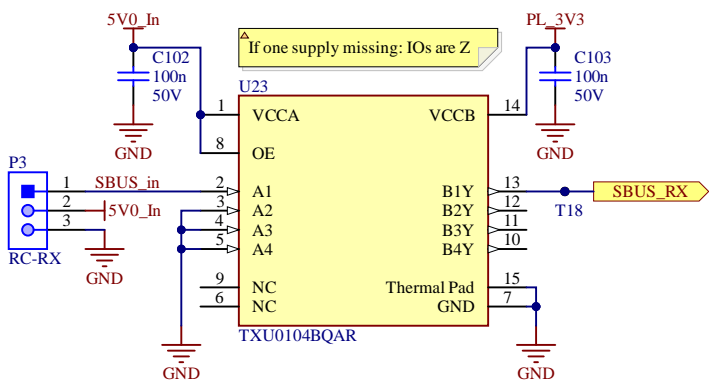 5V0_In
C102
100n
50V
GND
If one supply missing: IOs are Z
PL_3V3
C103
100n
50V
GND
U23
1 VCCA
VCCB 14
8 OE
P3
1 SBUS_in
2 5V0_In
3
RC-RX
GND
2 A1
3 A2
4 A3
5 A4
B1Y 13
B2Y 12
B3Y 11
B4Y 10
T18
SBUS_RX
9 NC
6 NC
Thermal Pad 15
GND 7
TXU0104BQAR
GND
GND